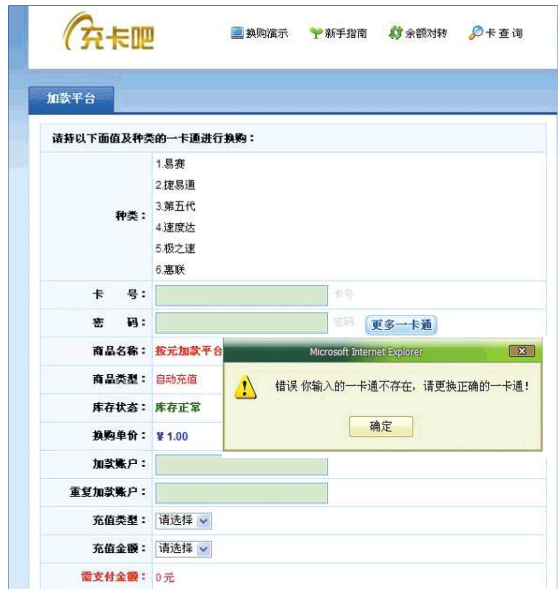 充卡吧
换购演示 新手指南 余额对转 卡查询
加款平台
请持以下面值及种类的一卡通进行换购：
种类：
1.易赛
2.捷易通
3.第五代
4.速度达
5.极之速
6.惠联
卡 号： 卡号
密 码： 密码 更多一卡通
商品名称：按元加款平台
Microsoft Internet Explorer
商品类型：自动充值
错误 你输入的一卡通不存在，请更换正确的一卡通！
库存状态：库存正常
确定
换购单价：¥ 1.00
加款账户：
重复加款账户：
充值类型：请选择
充值金额：请选择
需支付金额：0 元